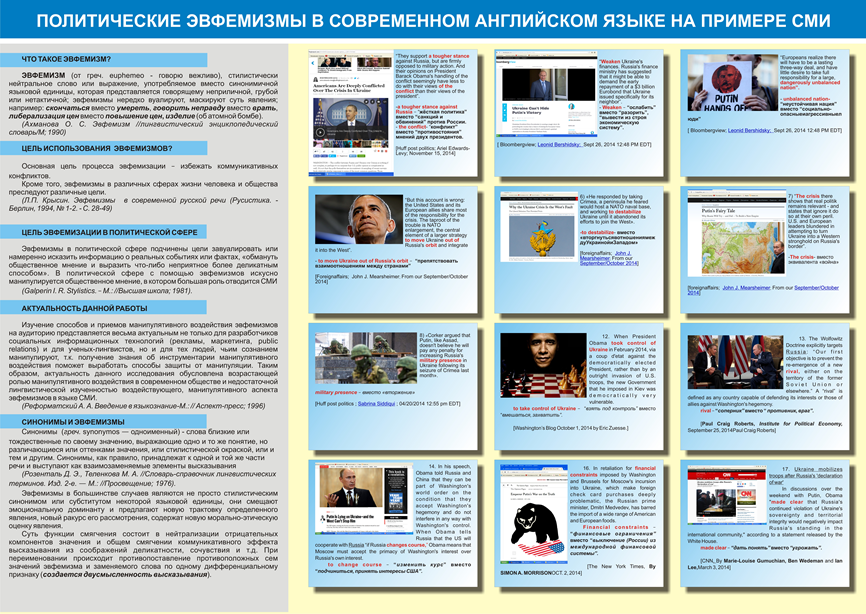 ПОЛИТИЧЕСКИЕ ЭВФЕМИЗМЫ В СОВРЕМЕННОМ АНГЛИЙСКОМ ЯЗЫКЕ НА ПРИМЕРЕ СМИ
ЧТО ТАКОЕ ЭВФЕМИЗМ?
ЭВФЕМИЗМ (от греч. euphemeo - говорю вежливо), стилистически
нейтральное слово или выражение, употребляемое вместо синонимичной
языковой единицы, которая представляется говорящему неприличной, грубой
или нетактичной; эвфемизмы нередко вуалируют, маскируют суть явления;
например: скончаться вместо умереть, говорить неправду вместо врать,
либерализация цен вместо повышение цен, изделие (об атомной бомбе).
(Ахманова О. С. Эвфемизм //Лингвистический энциклопедический
словарь/М; 1990)
ЦЕЛЬ ИСПОЛЬЗОВАНИЯ ЭВФЕМИЗМОВ?
Основная цель процесса эвфемизации - избежать коммуникативных
конфликтов.
Кроме того, эвфемизмы в различных сферах жизни человека и общества
преследуют различные цели.
(Л.П. Крысин. Эвфемизмы в современной русской речи (Русистика. -
Берлин, 1994, № 1-2. - С. 28-49)
ЦЕЛЬ ЭВФЕМИЗАЦИИ В ПОЛИТИЧЕСКОЙ СФЕРЕ
Эвфемизмы в политической сфере подчинены цели завуалировать или
намеренно исказить информацию о реальных событиях или фактах, «обмануть
общественное мнение и выразить что-либо неприятное более деликатным
способом». В политической сфере с помощью эвфемизмов искусно
манипулируется общественное мнение, в котором большая роль отводится СМИ
(Galperin I. R. Stylistics. - M.: //Высшая школа; 1981).
АКТУАЛЬНОСТЬ ДАННОЙ РАБОТЫ
Изучение способов и приемов манипулятивного воздействия эвфемизмов
на аудиторию представляется весьма актуальным не только для разработчиков
социальных информационных технологий (рекламы, маркетинга, public
relations) и для ученых-лингвистов, но и для тех людей, чьим сознанием
манипулируют, т.к. получение знания об инструментарии манипулятивного
воздействия поможет выработать способы защиты от манипуляции. Таким
образом, актуальность данного исследования обусловлена возрастающей
ролью манипулятивного воздействия в современном обществе и недостаточной
лингвистической изученностью воздействующего, манипулятивного аспекта
эвфемизмов в языке СМИ.
(Реформатский А. А. Введение в языкознание-М.: // Аспект-пресс; 1996)
СИНОНИМЫ И ЭВФЕМИЗМЫ
Синонимы (греч. synonymos — одноименный) - слова близкие или
тождественные по своему значению, выражающие одно и то же понятие, но
различающиеся или оттенками значения, или стилистической окраской, или и
тем и другим. Синонимы, как правило, принадлежат к одной и той же части
речи и выступают как взаимозаменяемые элементы высказывания
(Розенталь Д. Э., Теленкова М. А. //Словарь-справочник лингвистических
терминов. Изд. 2-е. — М.: //Просвещение; 1976).
Эвфемизмы в большинстве случаев являются не просто стилистическим
синонимом или субститутом некоторой языковой единицы, они смещают
эмоциональную доминанту и предлагают новую трактовку определенного
явления, новый ракурс его рассмотрения, содержат новую морально-этическую
оценку явления.
Суть функции смягчения состоит в нейтрализации отрицательных
компонентов значения и общем смягчении коммуникативного эффекта
высказывания из соображений деликатности, сочувствия и т.д. При
переименовании происходит противопоставление противоположных сем
значений эвфемизма и заменяемого слова по одному дифференциальному
признаку (создается двусмысленность высказывания).
Americans Are Deeply Conflicted
Over The Crisis In Ukraine
"They support a tougher stance
against Russia, but are firmly
opposed to military action. And
their opinions on President
Barack Obama's handling of the
conflict seemingly have less to
do with their views of the
conflict than with their views of the
president".
-a tougher stance against
Russia - "жёсткая политика"
вместо "санкций и
обвинений" против России.
- the conflict- "конфликт"
вместо "противостояния"
мнений двух президентов.
[Huff post politics; Ariel Edwards-
Levy; November 15, 2014]
"Weaken Ukraine's
finances, Russia's finance
ministry has suggested
that it might be able to
demand the early
repayment of a $3 billion
Eurobond that Ukraine
issued specifically for its
neighbor!
- Weaken - "ослабить"
вместо "разорить",
"вывести из строя
экономическую
систему".
Ukraine Can't Hide
Putin's Victory
[ Bloombergview; Leonid Bershidsky; Sept 26, 2014 12:48 PM EDT]
"Europeans realize there
will have to be a lasting
three-way deal, and have
little desire to take full
responsibility for a large,
dangerously unbalanced
nation".
- unbalanced nation-
"неустойчивая нация"
вместо "социально-
опаснаяневменяемый
юди"
PUTIN
HANDS OFF
[ Bloombergview; Leonid Bershidsky; Sept 26, 2014 12:48 PM EDT]
"But this account is wrong:
the United States and its
European allies share most
of the responsibility for the
crisis. The taproot of the
trouble is NATO
enlargement, the central
element of a larger strategy
to move Ukraine out of
Russia's orbit and integrate
it into the West".
- to move Ukraine out of Russia's orbit - "препятствовать
взаимоотношениям между странами"
[Foreignaffairs; John J. Mearsheimer; From our September/October
2014]
Why the Ukraine Crisis Is the West's Fault
6) «He responded by taking
Crimea, a peninsula he feared
would host a NATO naval base,
and working to destabilize
Ukraine until it abandoned its
efforts to join the West».
-to destabilize- вместо
[foreignaffairs; John J.
Mearsheimer; From our
September/October 2014]
Putin's Fairy Tale
7) "The crisis there
shows that real politik
remains relevant - and
states that ignore it do
so at their own peril.
U.S. and European
leaders blundered in
attempting to turn
Ukraine into a Western
stronghold on Russia's
border".
-The crisis- вместо
эквивалента «война»
[foreignaffairs; John J. Mearsheimer; From our September/October
2014]
8) «Corker argued that
Putin, like Assad,
doesn't believe he will
pay any penalty for
increasing Russia's
military presence in
Ukraine following its
seizure of Crimea last
month».
military presence - вместо «вторжение»
[Huff post politics ; Sabrina Siddiqui ; 04/20/2014 12:55 pm EDT]
12. When President
Obama took control of
Ukraine in February 2014, via
a coup d'etat against the
democratically elected
President, rather than by an
outright invasion of U.S.
troops, the new Government
that he imposed in Kiev was
democratically very
vulnerable.
to take control of Ukraine - "взять под контроль" вместо
"вмешаться, захватить".
[Washington's Blog October 1, 2014 by Eric Zuesse.]
13. The Wolfowitz
Doctrine explicitly targets
Russia: "Our first
objective is to prevent the
re-emergence of a new
rival, either on the
territory of the former
Soviet Union or
elsewhere." A "rival" is
defined as any country capable of defending its interests or those of
allies against Washington's hegemony.
rival - "соперник" вместо " противник, враг".
[Paul Craig Roberts, Institute for Political Economy,
September 25, 2014Paul Craig Roberts]
Putin Is Lying on Ukraine—and the
West Can't Stop Him
14. In his speech,
Obama told Russia and
China that they can be
part of Washington's
world order on the
condition that they
accept Washington's
hegemony and do not
interfere in any way with
Washington's control.
When Obama tells
Russia that the US will
cooperate with Russia "if Russia changes course," Obama means that
Moscow must accept the primacy of Washington's interest over
Russia's own interest.
to change course - "изменить курс" вместо
"подчиниться, принять интересы США".
16. In retaliation for financial
constraints imposed by Washington
and Brussels for Moscow's incursion
into Ukraine, which make foreign
check card purchases deeply
problematic, the Russian prime
minister, Dmitri Medvedev, has banned
the import of a wide range of American
and European foods.
Financial constraints -
"финансовые ограничения"
вместо "выключение (России) из
международной финансовой
системы".
[The New York Times, By
SIMON A. MORRISONOCT. 2, 2014]
17. Ukraine mobilizes
troops after Russia's 'declaration
of war'
In discussions over the
weekend with Putin, Obama
"made clear that Russia's
continued violation of Ukraine's
sovereignty and territorial
integrity would negatively impact
Russia's standing in the
international community," according to a statement released by the
White House.
made clear - "дать понять"вместо "угрожать".
[CNN, By Marie-Louise Gumuchian, Ben Wedeman and Ian
Lee,March 3, 2014]